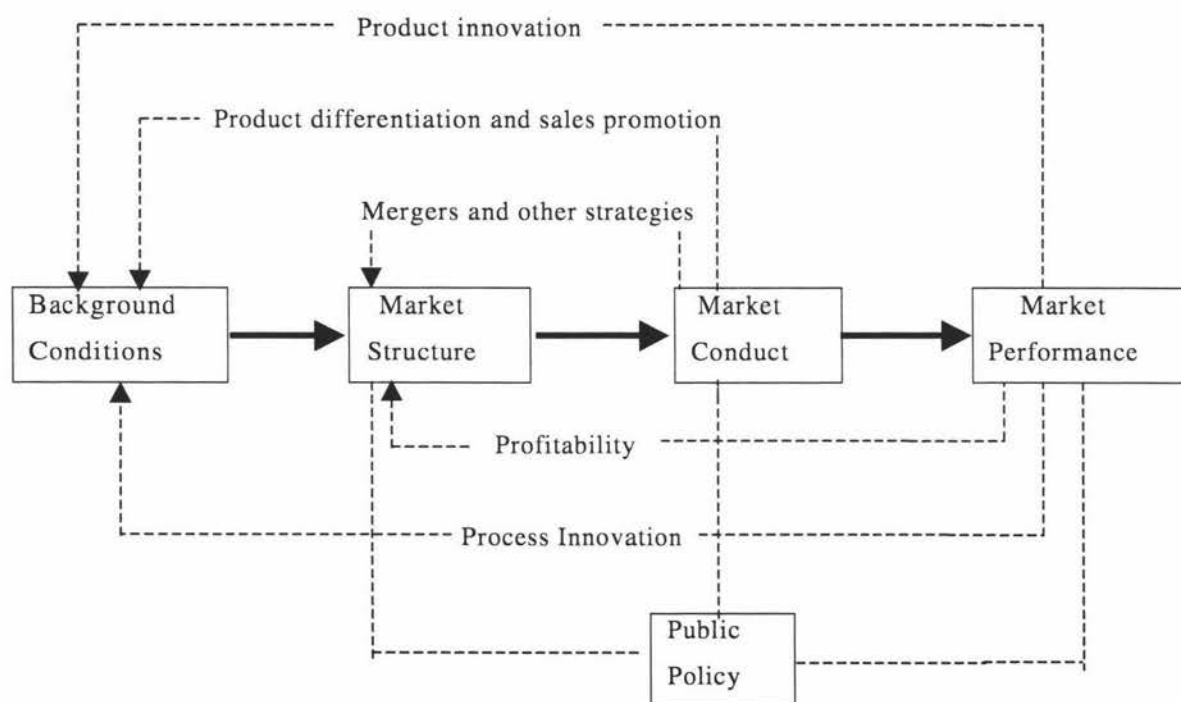 Product innovation
Product differentiation and sales promotion
Mergers and other strategies
Background
Conditions
Market
Structure
Market
Conduct
Market
Performance
Profitability
Process Innovation
Public
Policy